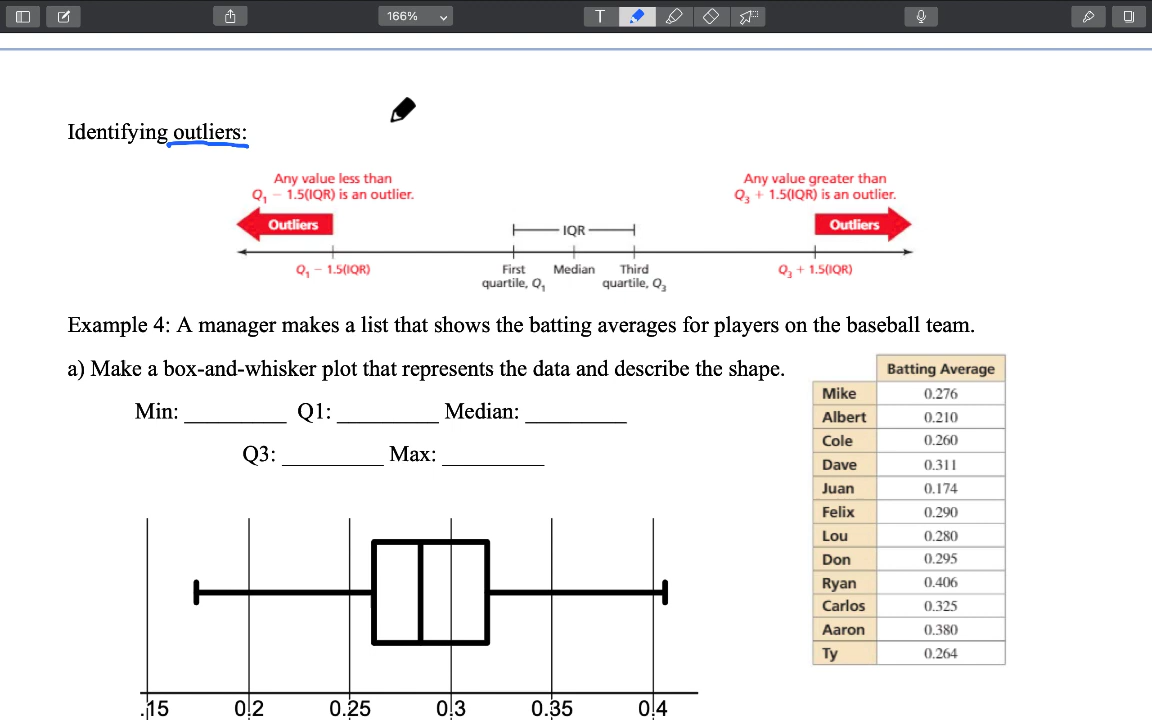 166%
T
Identifying outliers:
Any value less than
Q1 − 1.5(IQR) is an outlier.
Any value greater than
Q3 + 1.5(IQR) is an outlier.
Outliers
IQR
Outliers
Q1 − 1.5(IQR)
First
quartile, Q1
Median
Third
quartile, Q3
Q3 + 1.5(IQR)
Example 4: A manager makes a list that shows the batting averages for players on the baseball team.
a) Make a box-and-whisker plot that represents the data and describe the shape.
Min: __________ Q1: __________ Median: __________
Q3: __________ Max: __________
Batting Average
Mike 0.276
Albert 0.210
Cole 0.260
Dave 0.311
Juan 0.174
Felix 0.290
Lou 0.280
Don 0.295
Ryan 0.406
Carlos 0.325
Aaron 0.380
Ty 0.264
.15 0.2 0.25 0.3 0.35 0.4